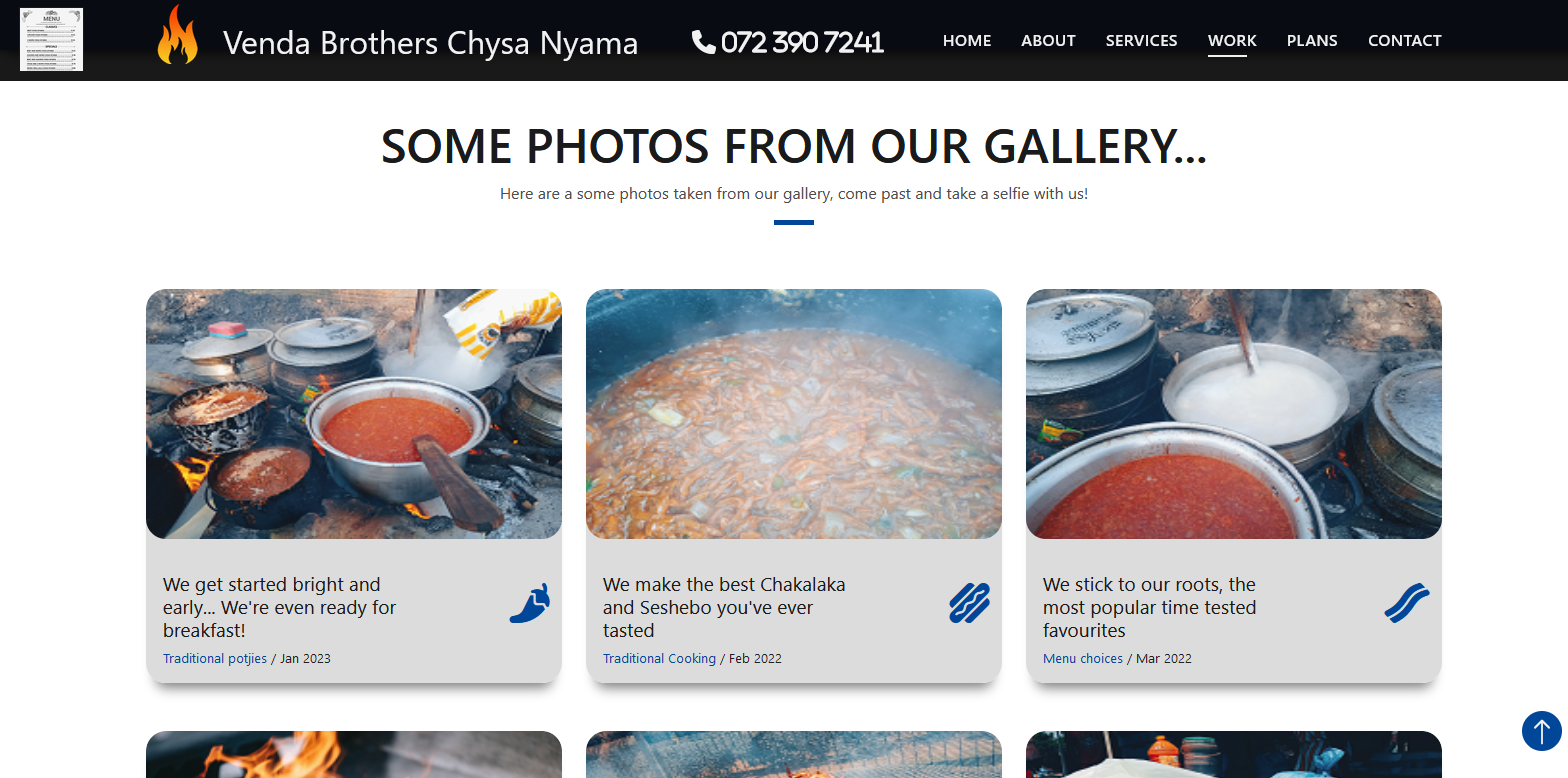 MENU
Venda Brothers Chysa Nyama
072 390 7241
HOME ABOUT SERVICES WORK PLANS CONTACT
SOME PHOTOS FROM OUR GALLERY...
Here are a some photos taken from our gallery, come past and take a selfie with us!
We get started bright and
early... We're even ready for
breakfast!
Traditional potjies / Jan 2023
We make the best Chakalaka
and Seshebo you've ever
tasted
Traditional Cooking / Feb 2022
We stick to our roots, the
most popular time tested
favourites
Menu choices / Mar 2022